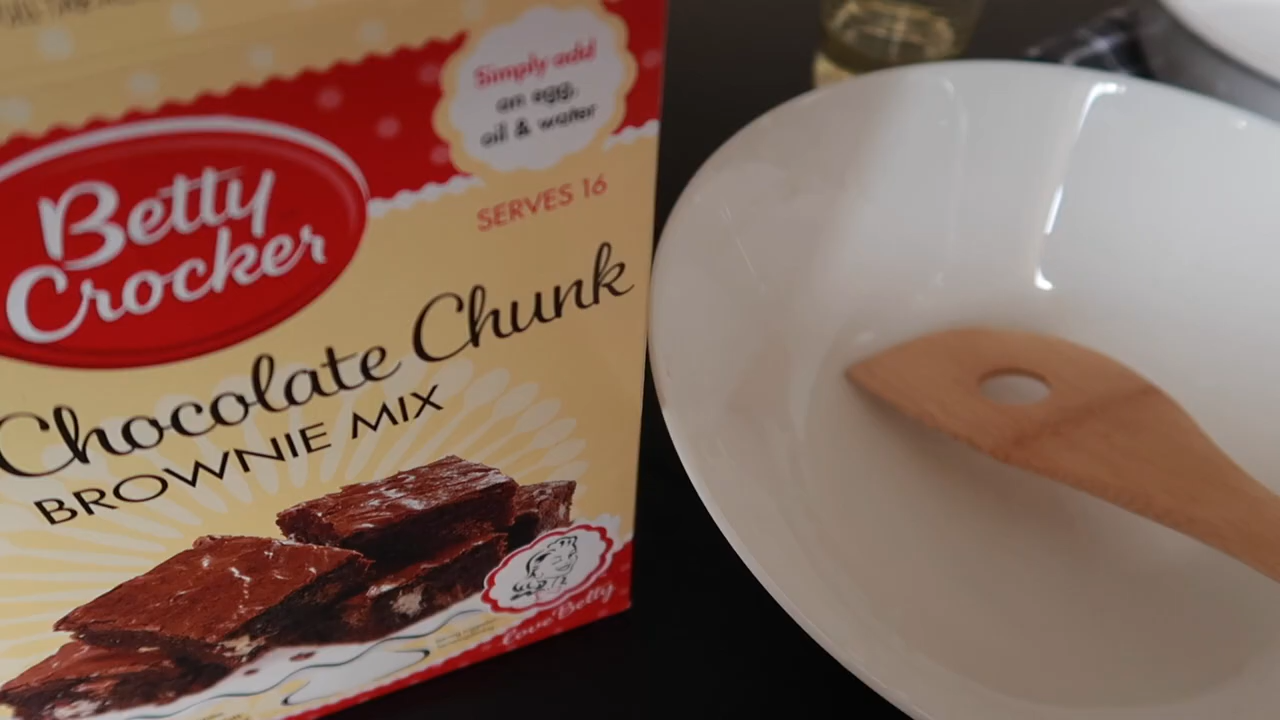 Simply add
an egg,
oil & water
Betty
Crocker
SERVES 16
Chocolate Chunk
BROWNIE MIX
love Betty